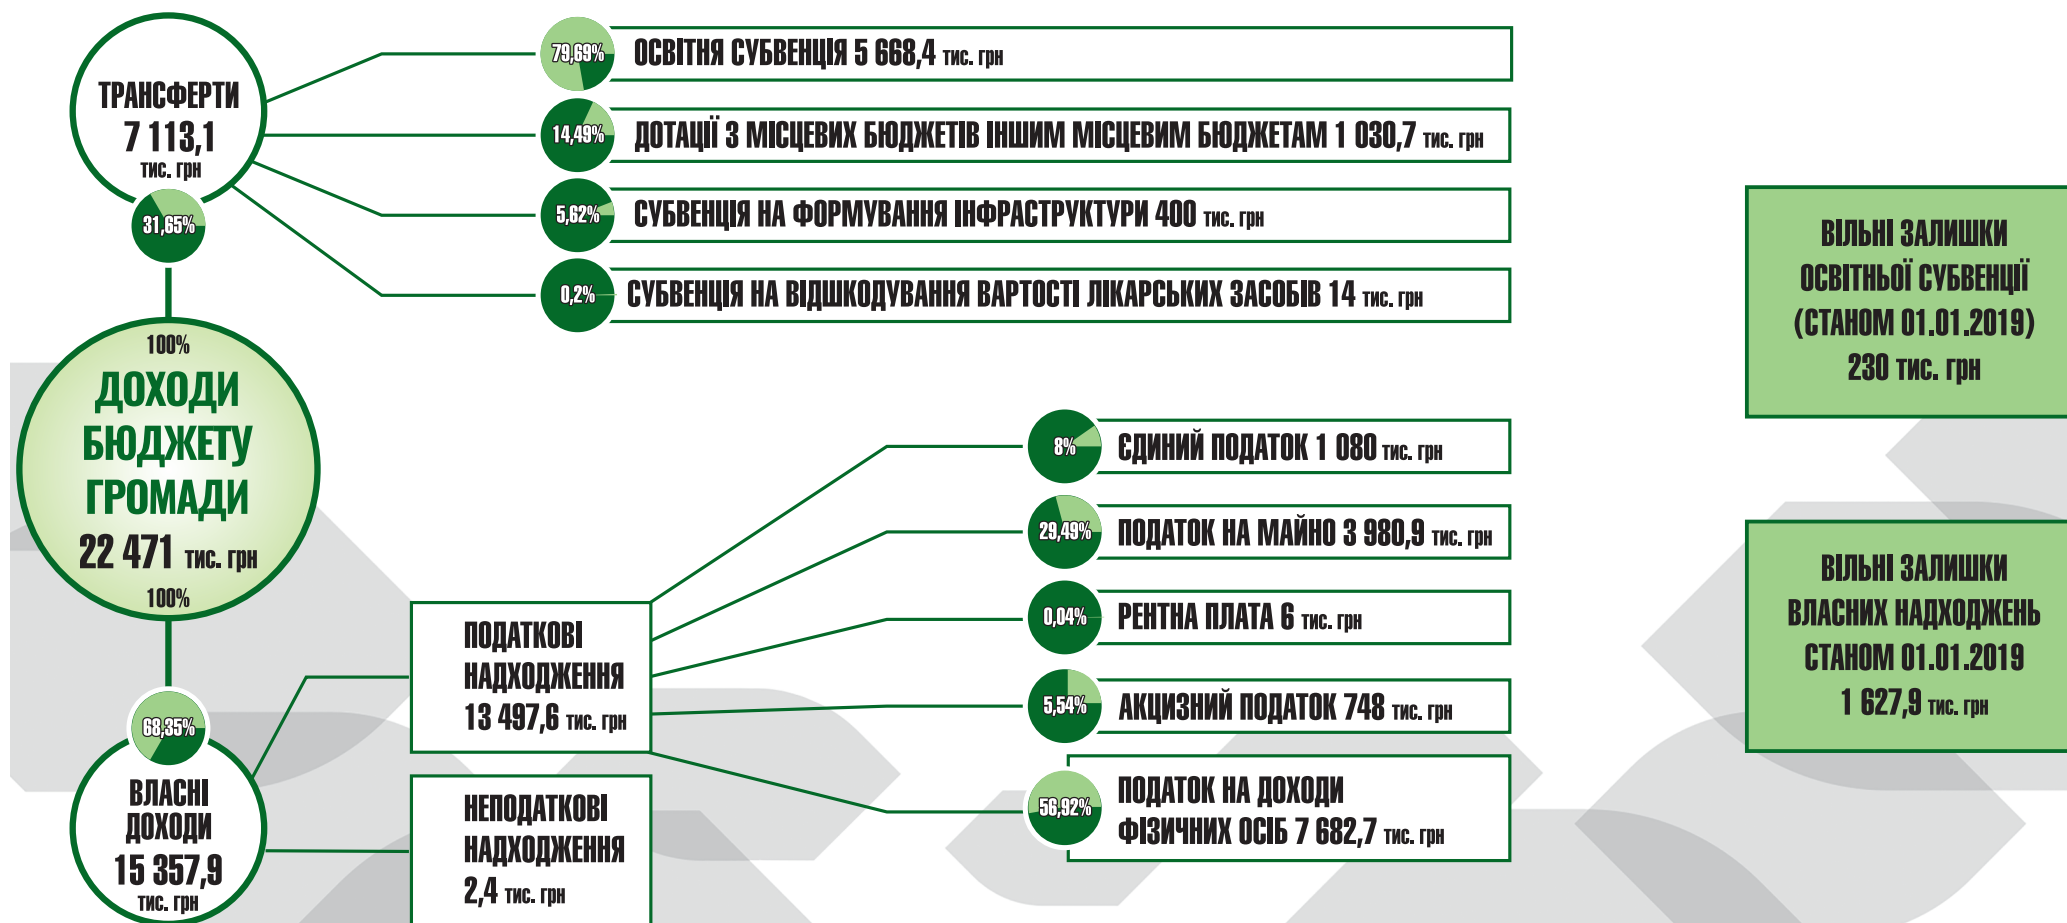 ТРАНСФЕРТИ
7 113,1
тис. грн
31,65%
79,69%
ОСВІТНЯ СУБВЕНЦІЯ 5 668,4 тис. грн
14,49%
ДОТАЦІЇ З МІСЦЕВИХ БЮДЖЕТІВ ІНШИМ МІСЦЕВИМ БЮДЖЕТАМ 1 030,7 тис. грн
5,62%
СУБВЕНЦІЯ НА ФОРМУВАННЯ ІНФРАСТРУКТУРИ 400 тис. грн
0,2%
СУБВЕНЦІЯ НА ВІДШКОДУВАННЯ ВАРТОСТІ ЛІКАРСЬКИХ ЗАСОБІВ 14 тис. грн
100%
ДОХОДИ
БЮДЖЕТУ
ГРОМАДИ
22 471 тис. грн
100%
68,35%
ВЛАСНІ
ДОХОДИ
15 357,9
тис. грн
ПОДАТКОВІ
НАДХОДЖЕННЯ
13 497,6 тис. грн
НЕПОДАТКОВІ
НАДХОДЖЕННЯ
2,4 тис. грн
8%
ЄДИНИЙ ПОДАТОК 1 080 тис. грн
29,49%
ПОДАТОК НА МАЙНО 3 980,9 тис. грн
0,04%
РЕНТНА ПЛАТА 6 тис. грн
5,54%
АКЦИЗНИЙ ПОДАТОК 748 тис. грн
56,92%
ПОДАТОК НА ДОХОДИ
ФІЗИЧНИХ ОСІБ 7 682,7 тис. грн
ВІЛЬНІ ЗАЛИШКИ
ОСВІТНЬОЇ СУБВЕНЦІЇ
(СТАНОМ 01.01.2019)
230 тис. грн
ВІЛЬНІ ЗАЛИШКИ
ВЛАСНИХ НАДХОДЖЕНЬ
СТАНОМ 01.01.2019
1 627,9 тис. грн